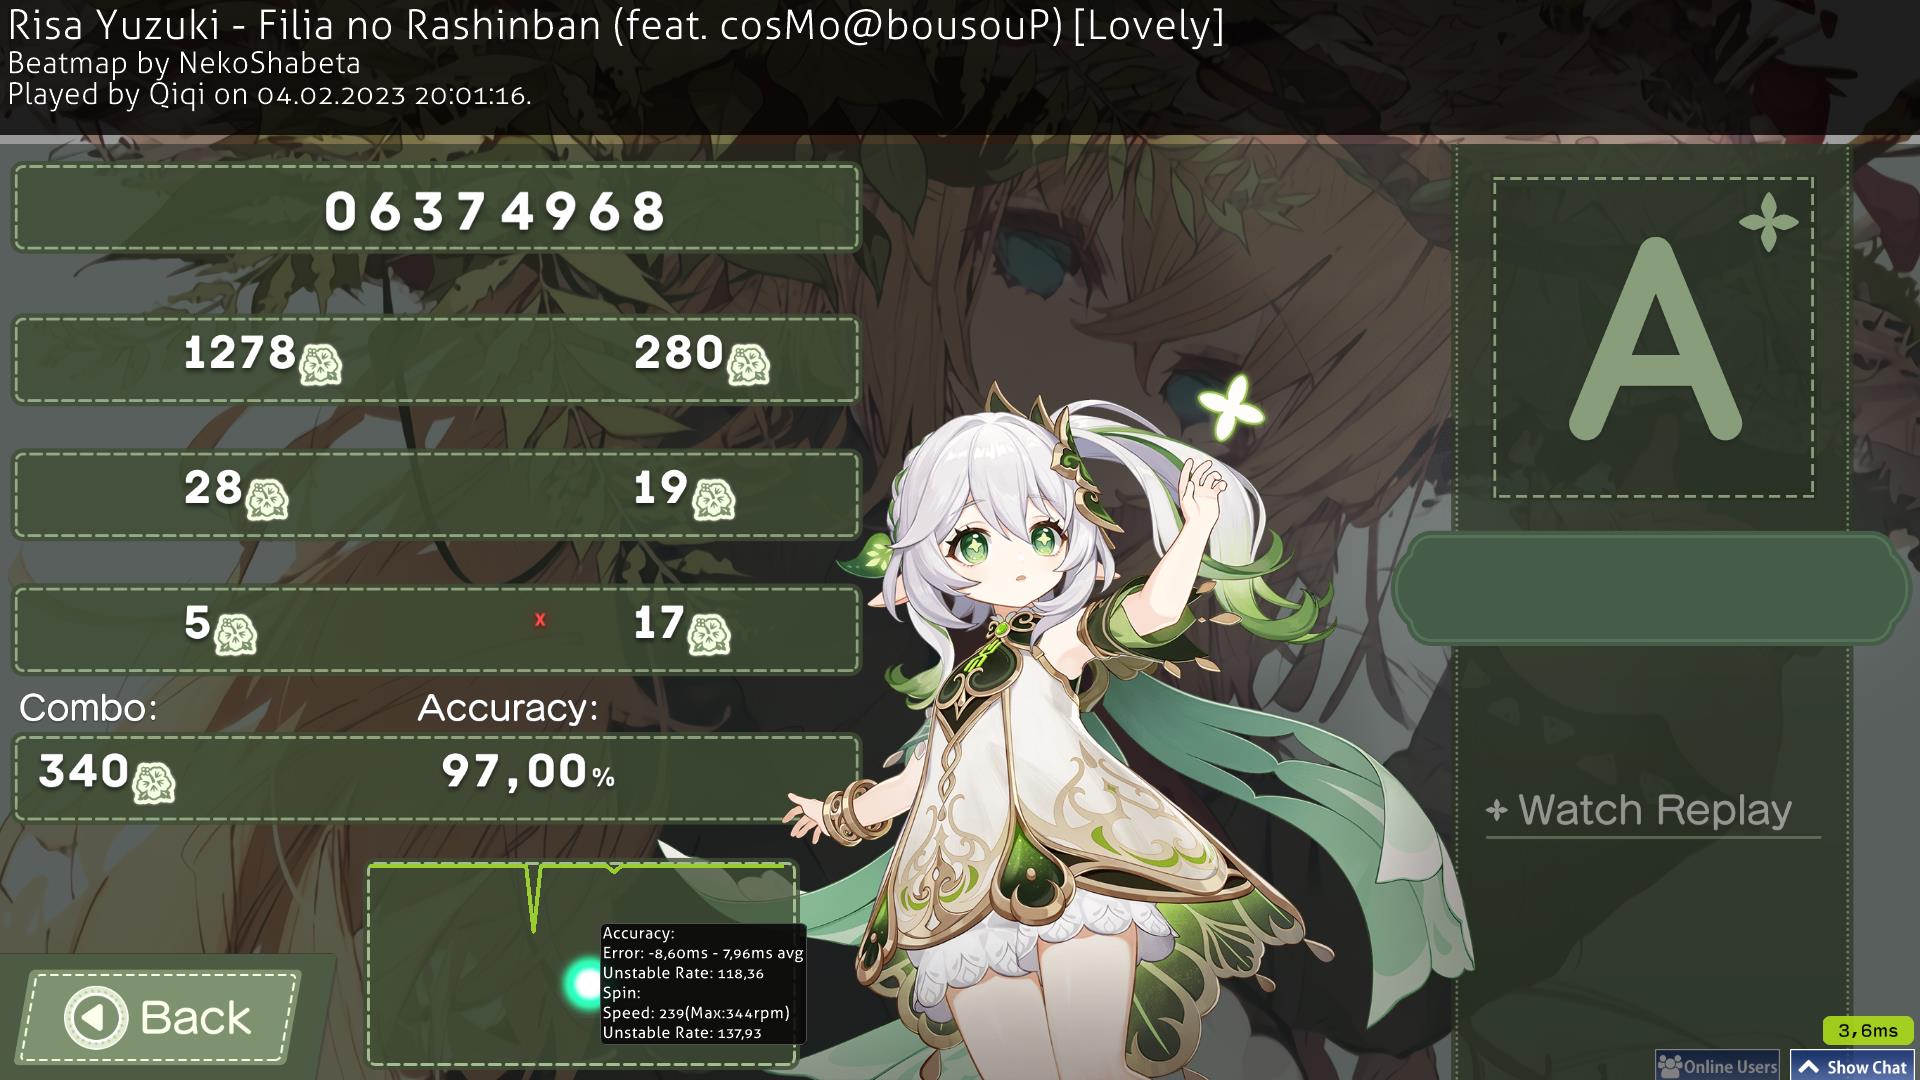 Risa Yuzuki - Filia no Rashinban (feat. cosMo@bousouP) [Lovely]
Beatmap by NekoShabeta
Played by Qiqi on 04.02.2023 20:01:16.
06374968
1278 280
28 19
5 x 17
Combo: Accuracy:
340 97,00%
A
Watch Replay
Accuracy:
Error: -8,60ms - 7,96ms avg
Unstable Rate: 118,36
Spin:
Speed: 239(Max:344rpm)
Unstable Rate: 137,93
Back
3,6ms
Online Users Show Chat